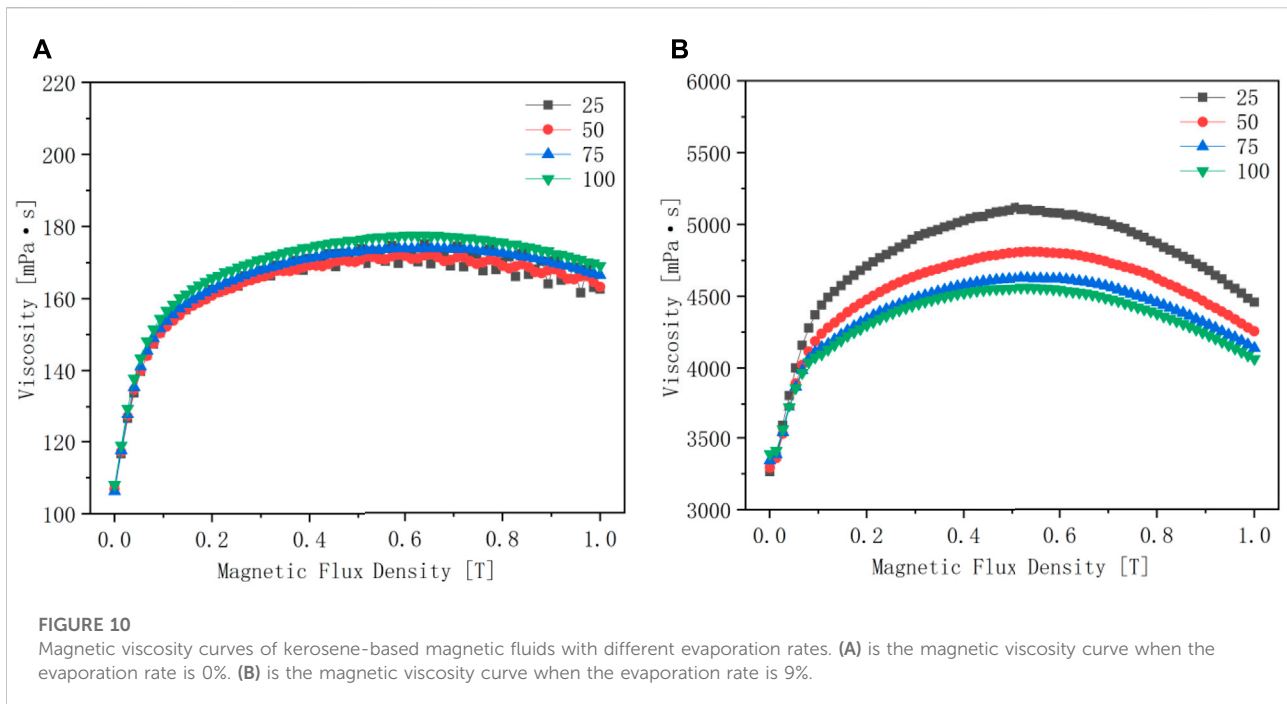 A
B
220
200
180
160
140
120
100
Viscosity [mPa·s]
0.0 0.2 0.4 0.6 0.8 1.0
Magnetic Flux Density [T]
25
50
75
100
6000
5500
5000
4500
4000
3500
3000
Viscosity [mPa·s]
0.0 0.2 0.4 0.6 0.8 1.0
Magnetic Flux Density [T]
25
50
75
100
FIGURE 10
Magnetic viscosity curves of kerosene-based magnetic fluids with different evaporation rates. (A) is the magnetic viscosity curve when the
evaporation rate is 0%. (B) is the magnetic viscosity curve when the evaporation rate is 9%.